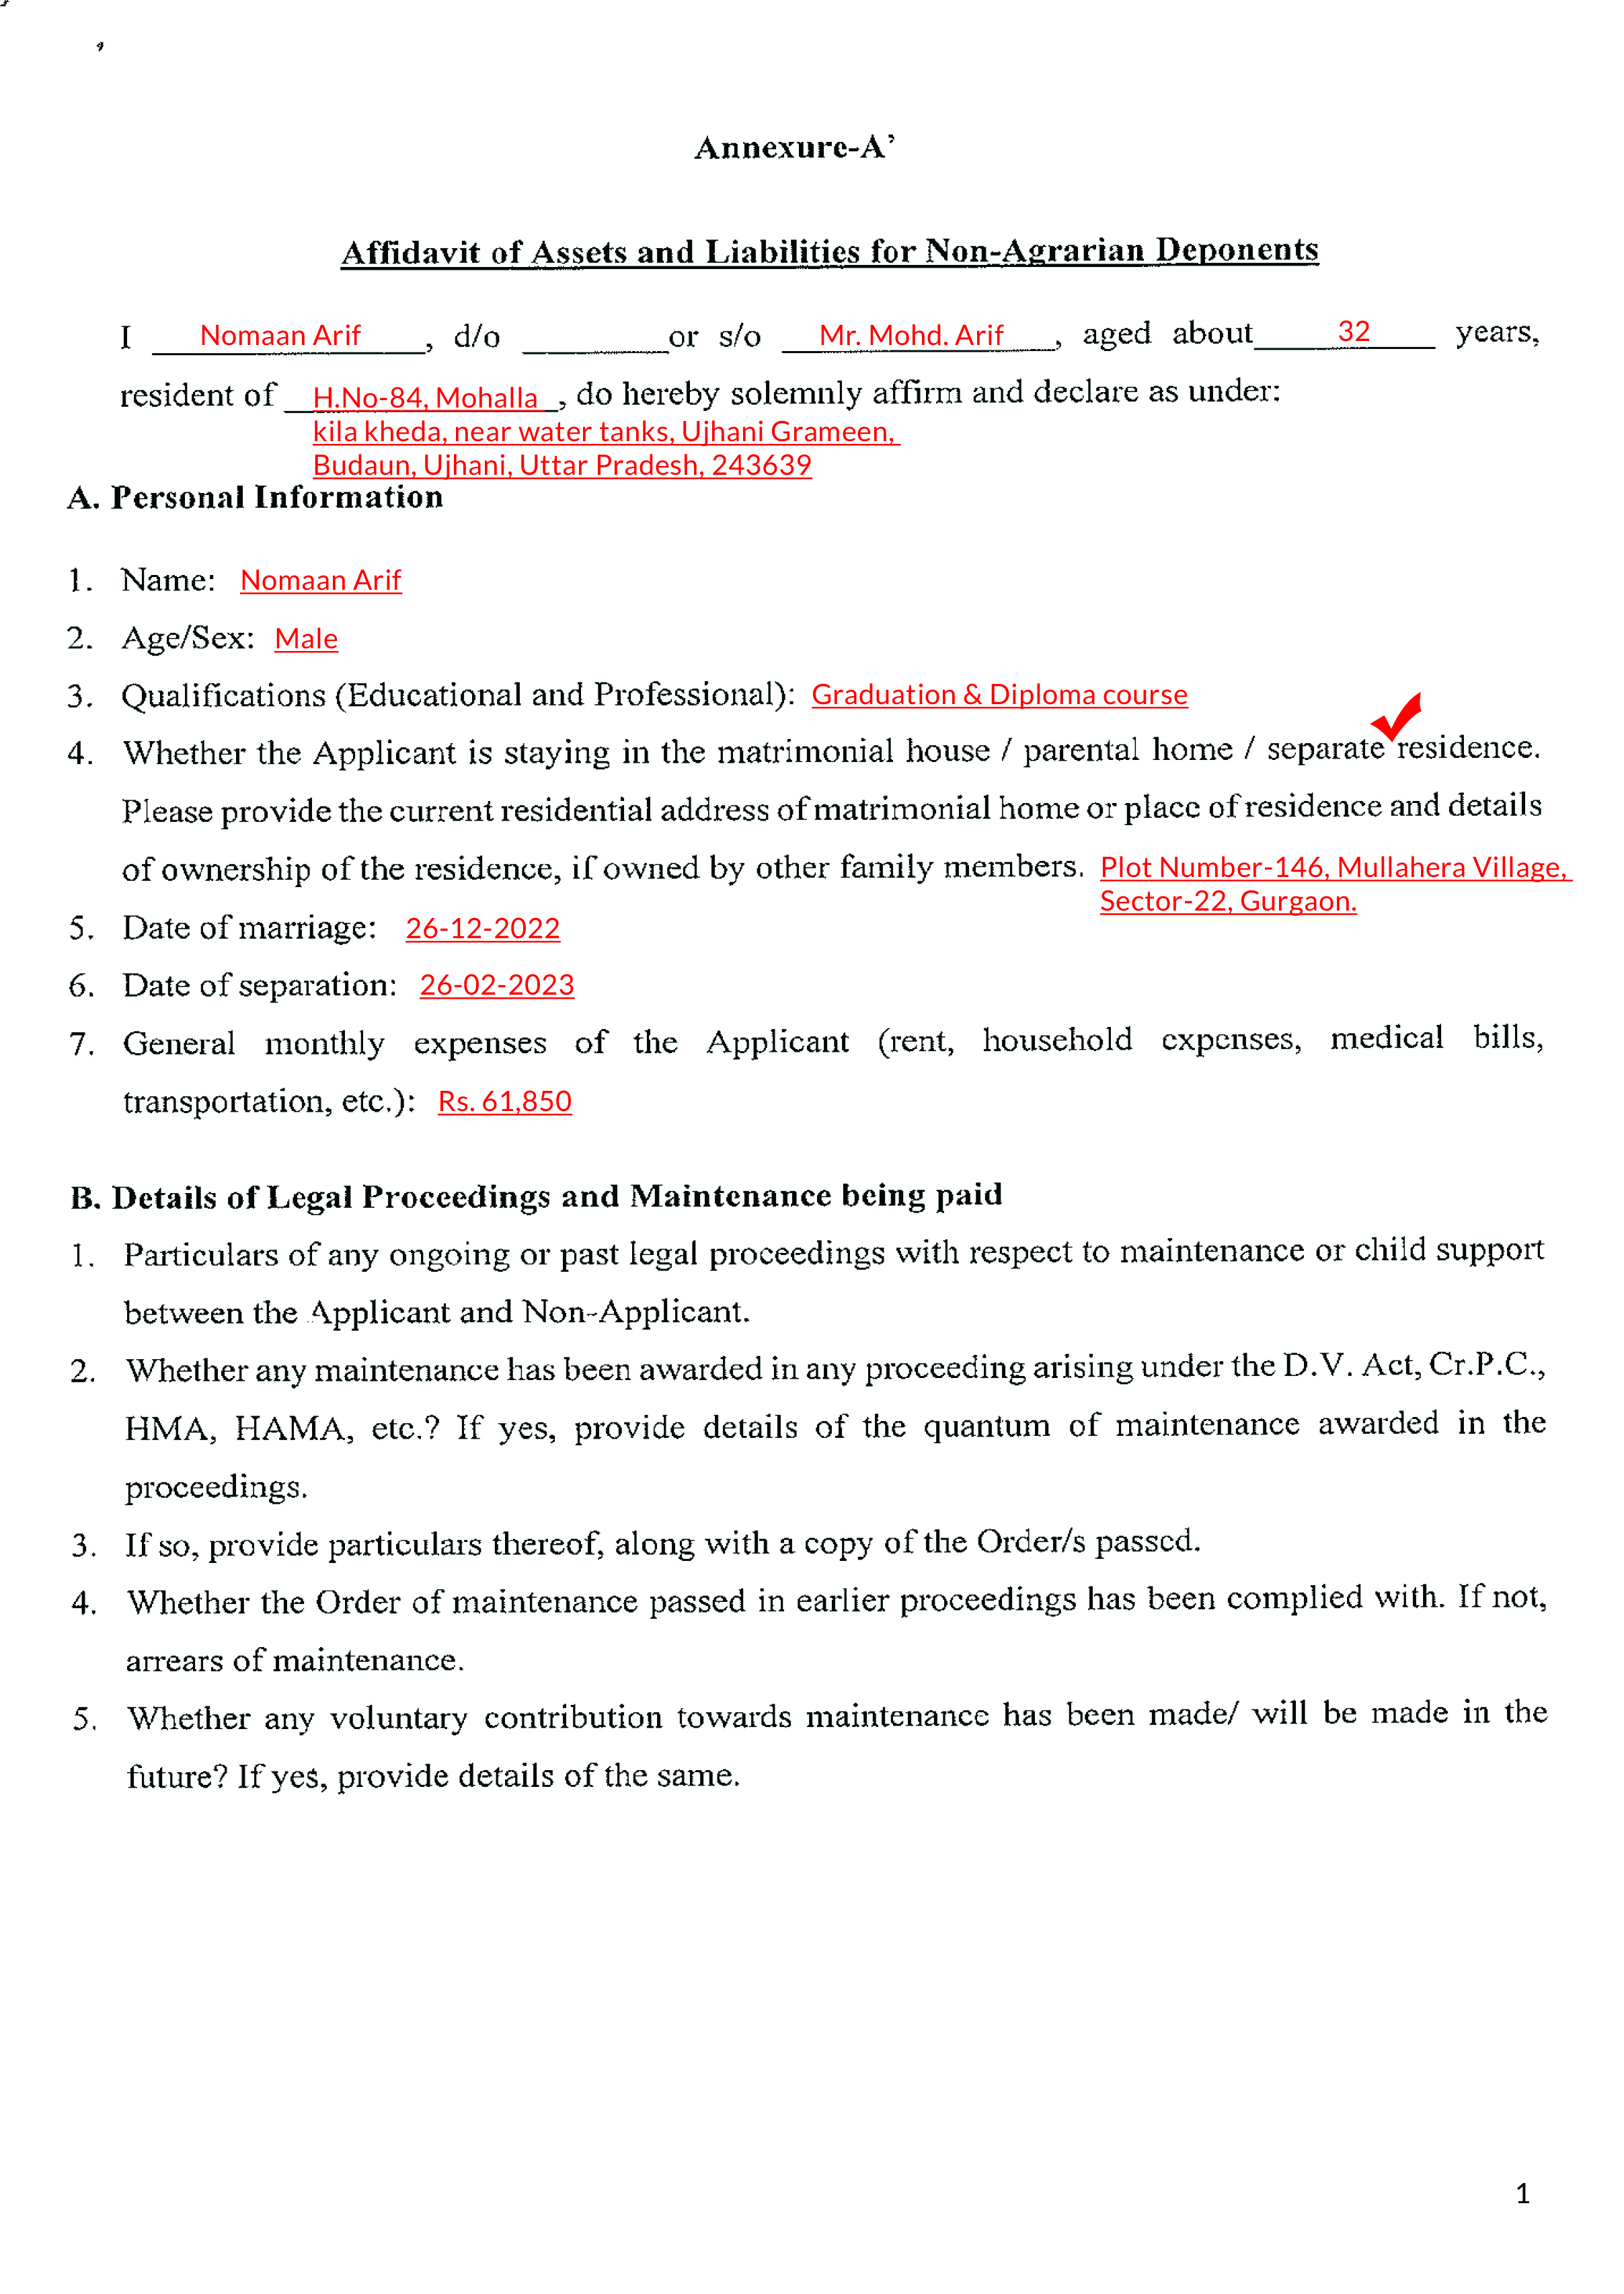 Annexure-A'
Affidavit of Assets and Liabilities for Non-Agrarian Deponents
I Nomaan Arif, d/o ________ or s/o Mr. Mohd. Arif, aged about 32 years,
resident of H.No-84, Mohalla, do hereby solemnly affirm and declare as under:
kila kheda, near water tanks, Ujhani Grameen,
Budaun, Ujhani, Uttar Pradesh, 243639
A. Personal Information
1. Name: Nomaan Arif
2. Age/Sex: Male
3. Qualifications (Educational and Professional): Graduation & Diploma course
4. Whether the Applicant is staying in the matrimonial house / parental home / separate residence.
Please provide the current residential address of matrimonial home or place of residence and details
of ownership of the residence, if owned by other family members. Plot Number-146, Mullahera Village,
Sector-22, Gurgaon.
5. Date of marriage: 26-12-2022
6. Date of separation: 26-02-2023
7. General monthly expenses of the Applicant (rent, household expenses, medical bills,
transportation, etc.): Rs. 61,850
B. Details of Legal Proceedings and Maintenance being paid
1. Particulars of any ongoing or past legal proceedings with respect to maintenance or child support
between the Applicant and Non-Applicant.
2. Whether any maintenance has been awarded in any proceeding arising under the D.V. Act, Cr.P.C.,
HMA, HAMA, etc.? If yes, provide details of the quantum of maintenance awarded in the
proceedings.
3. If so, provide particulars thereof, along with a copy of the Order/s passed.
4. Whether the Order of maintenance passed in earlier proceedings has been complied with. If not,
arrears of maintenance.
5. Whether any voluntary contribution towards maintenance has been made/ will be made in the
future? If yes, provide details of the same.
1